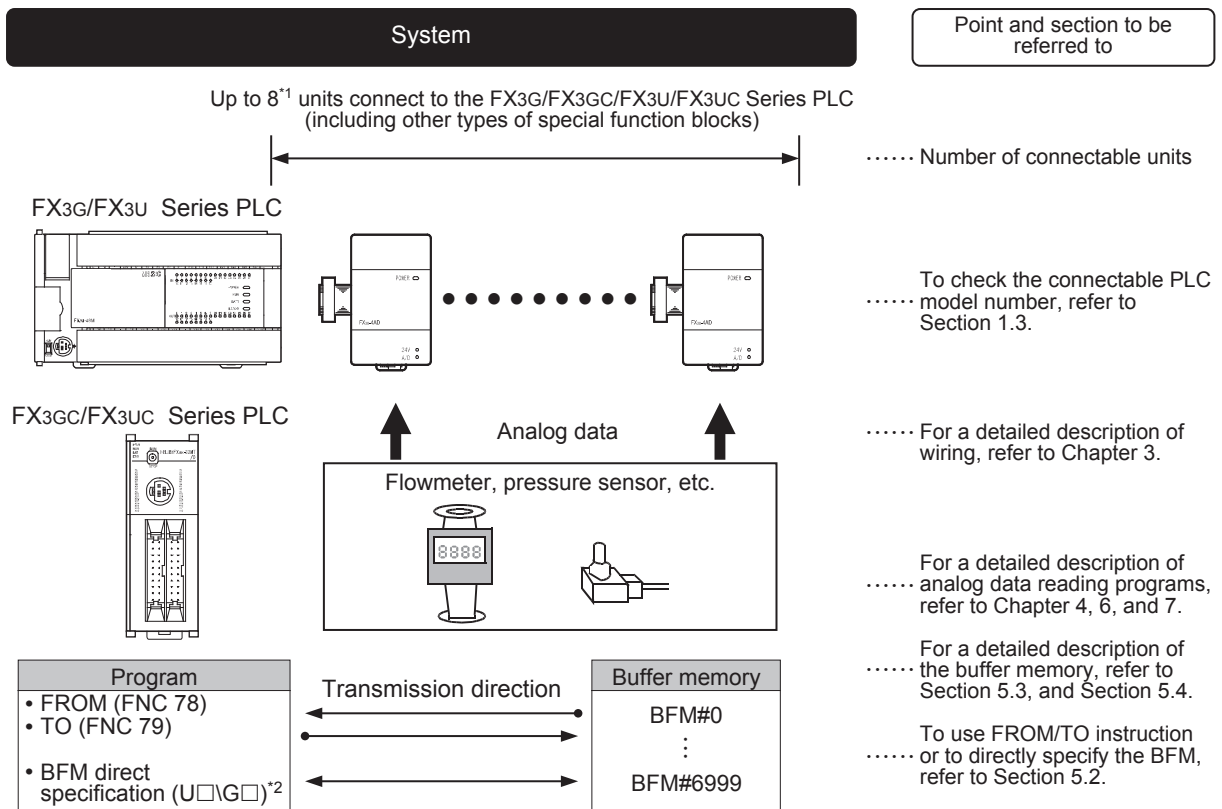 System
Point and section to be
referred to
Up to 8*1 units connect to the FX3G/FX3GC/FX3U/FX3UC Series PLC
(including other types of special function blocks)
...... Number of connectable units
FX3G/FX3U Series PLC
POWER
POWER
24V
A/D
24V
A/D
To check the connectable PLC
...... model number, refer to
Section 1.3.
FX3GC/FX3UC Series PLC
Analog data
...... For a detailed description of
wiring, refer to Chapter 3.
Flowmeter, pressure sensor, etc.
8888
For a detailed description of
...... analog data reading programs,
refer to Chapter 4, 6, and 7.
Program
• FROM (FNC 78)
• TO (FNC 79)
• BFM direct
specification (U□\G□)*2
Transmission direction
Buffer memory
BFM#0
⋮
BFM#6999
For a detailed description of
...... the buffer memory, refer to
Section 5.3, and Section 5.4.
To use FROM/TO instruction
...... or to directly specify the BFM,
refer to Section 5.2.